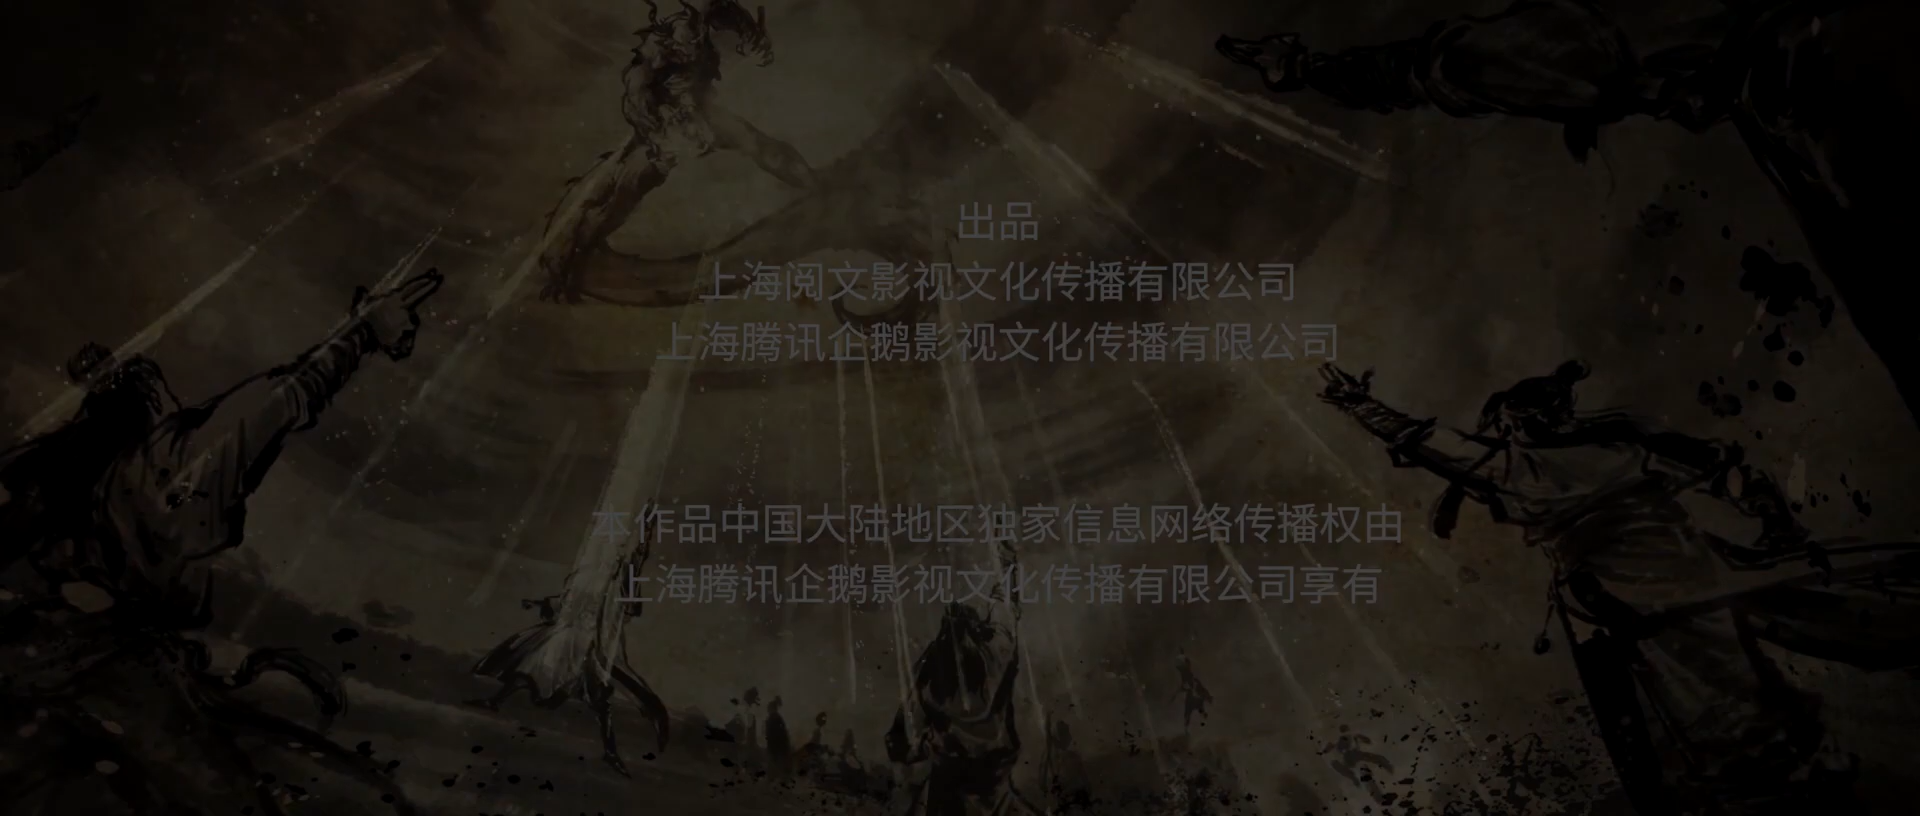 出品
上海阅文影视文化传播有限公司
上海腾讯企鹅影视文化传播有限公司
本作品中国大陆地区独家信息网络传播权由
上海腾讯企鹅影视文化传播有限公司享有